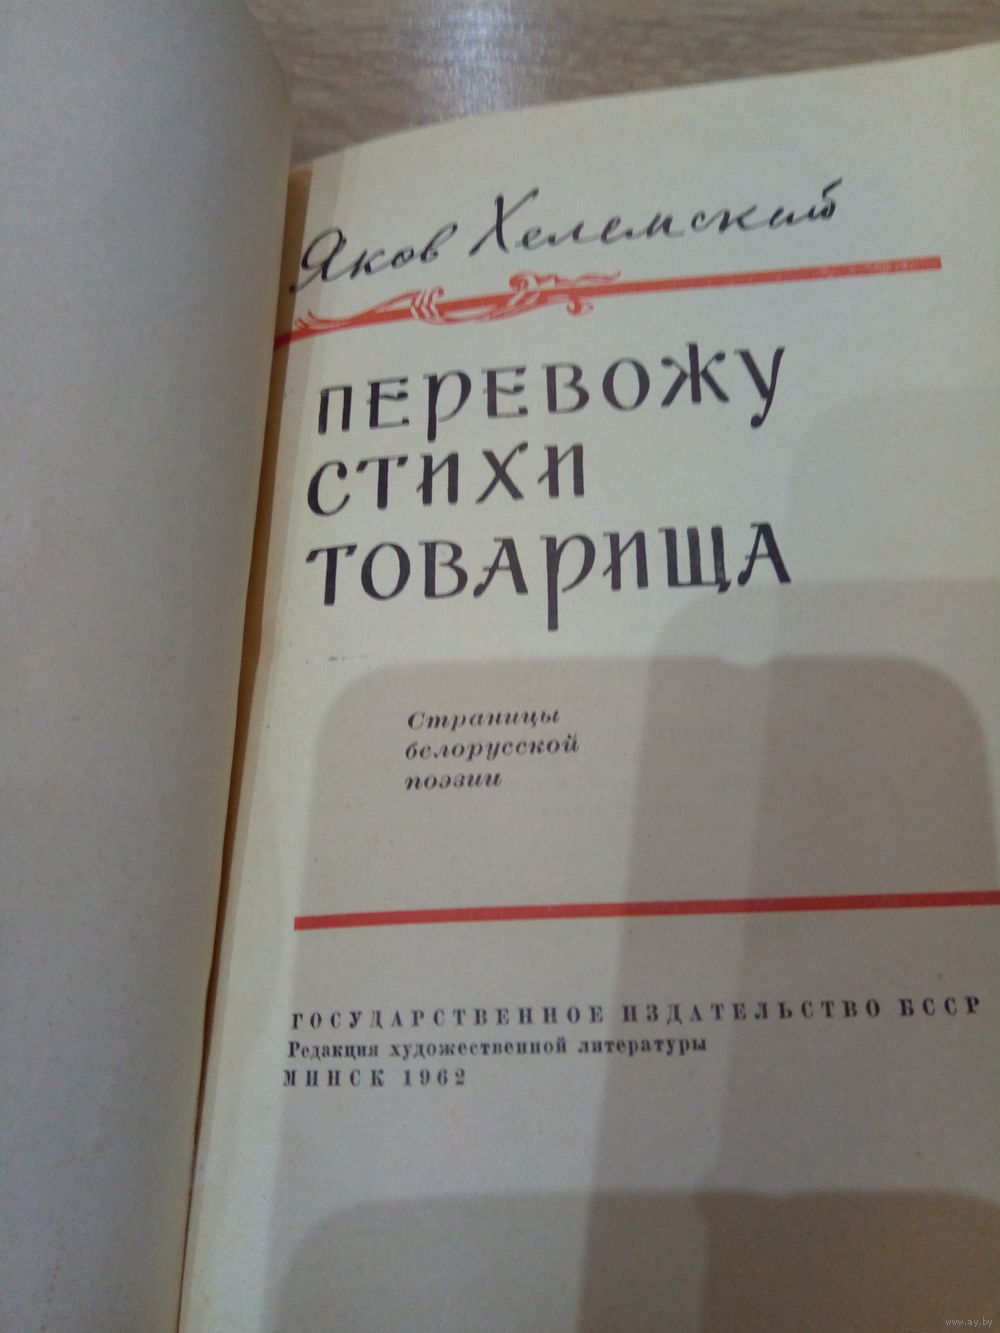 Яков Хелемский
ПЕРЕВОЖУ
СТИХИ
ТОВАРИЩА
Страницы
белорусской
поэзии
ГОСУДАРСТВЕННОЕ ИЗДАТЕЛЬСТВО БССР
Редакция художественной литературы
МИНСК 1962
www.ay.by